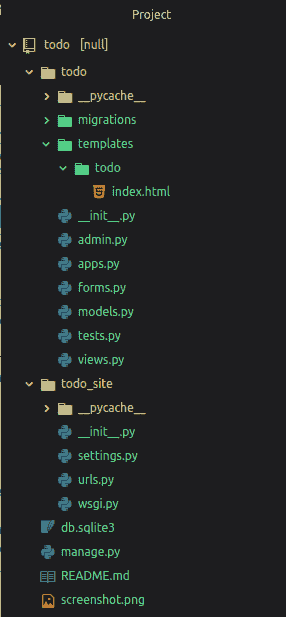 Project
todo [null]
todo
__pycache__
migrations
templates
todo
index.html
__init__.py
admin.py
apps.py
forms.py
models.py
tests.py
views.py
todo_site
__pycache__
__init__.py
settings.py
urls.py
wsgi.py
db.sqlite3
manage.py
README.md
screenshot.png